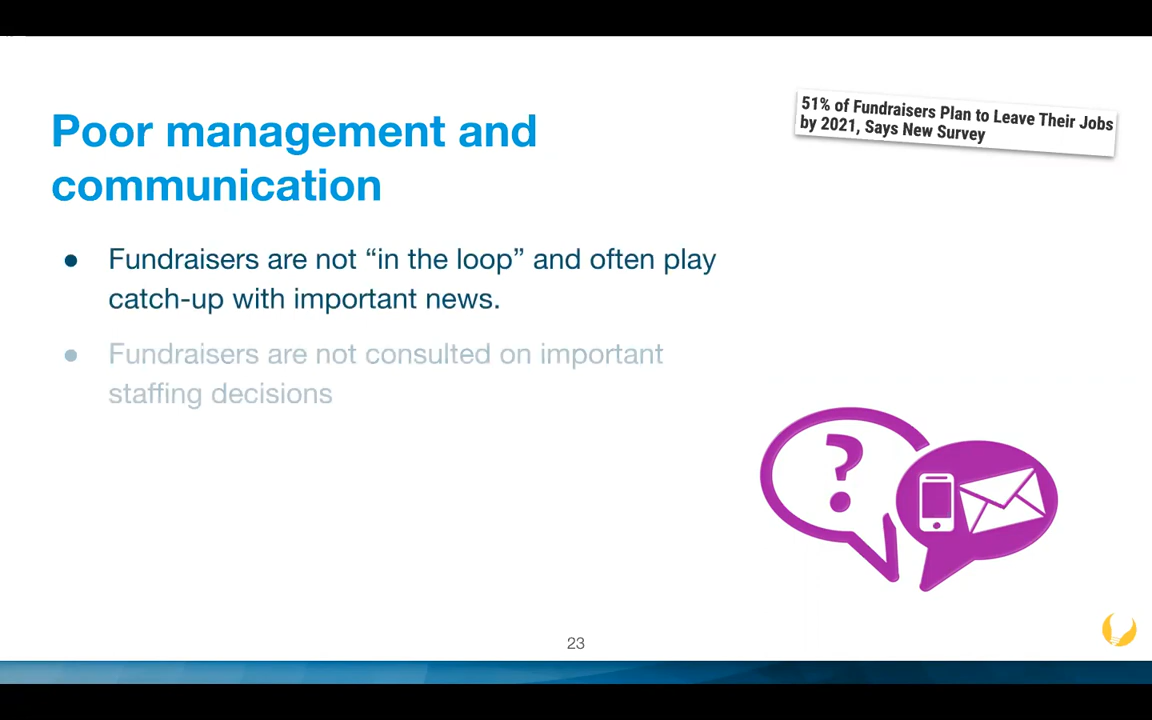 Poor management and
communication
51% of Fundraisers Plan to Leave Their Jobs
by 2021, Says New Survey
● Fundraisers are not “in the loop” and often play
catch-up with important news.
● Fundraisers are not consulted on important
staffing decisions
?
23